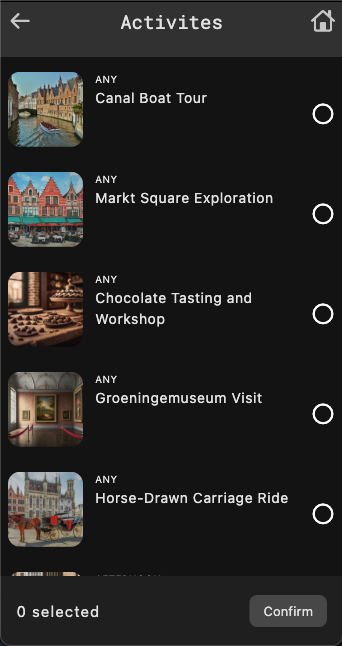 Activites
ANY
Canal Boat Tour
ANY
Markt Square Exploration
ANY
Chocolate Tasting and
Workshop
ANY
Groeningemuseum Visit
ANY
Horse-Drawn Carriage Ride
0 selected
Confirm